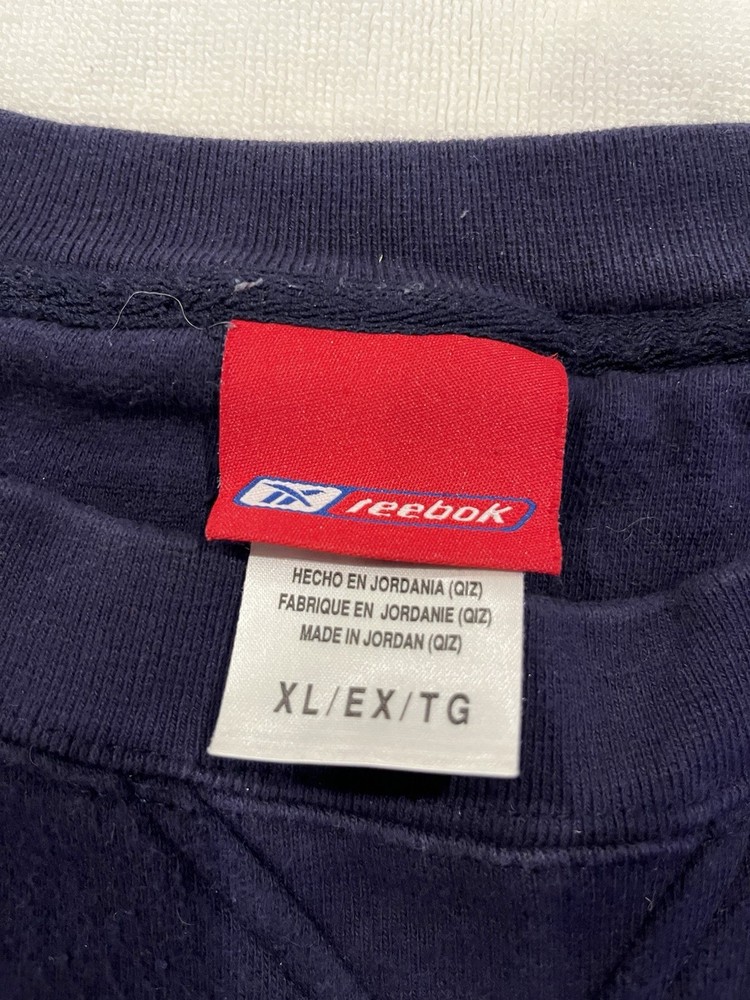 reebok
HECHO EN JORDANIA (QIZ)
FABRIQUE EN JORDANIE (QIZ)
MADE IN JORDAN (QIZ)
XL/EX/TG